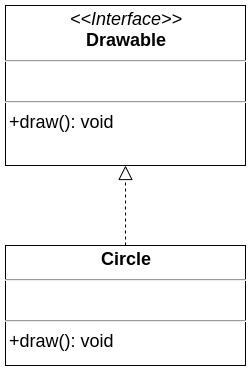 <<Interface>>
Drawable
+draw(): void
Circle
+draw(): void